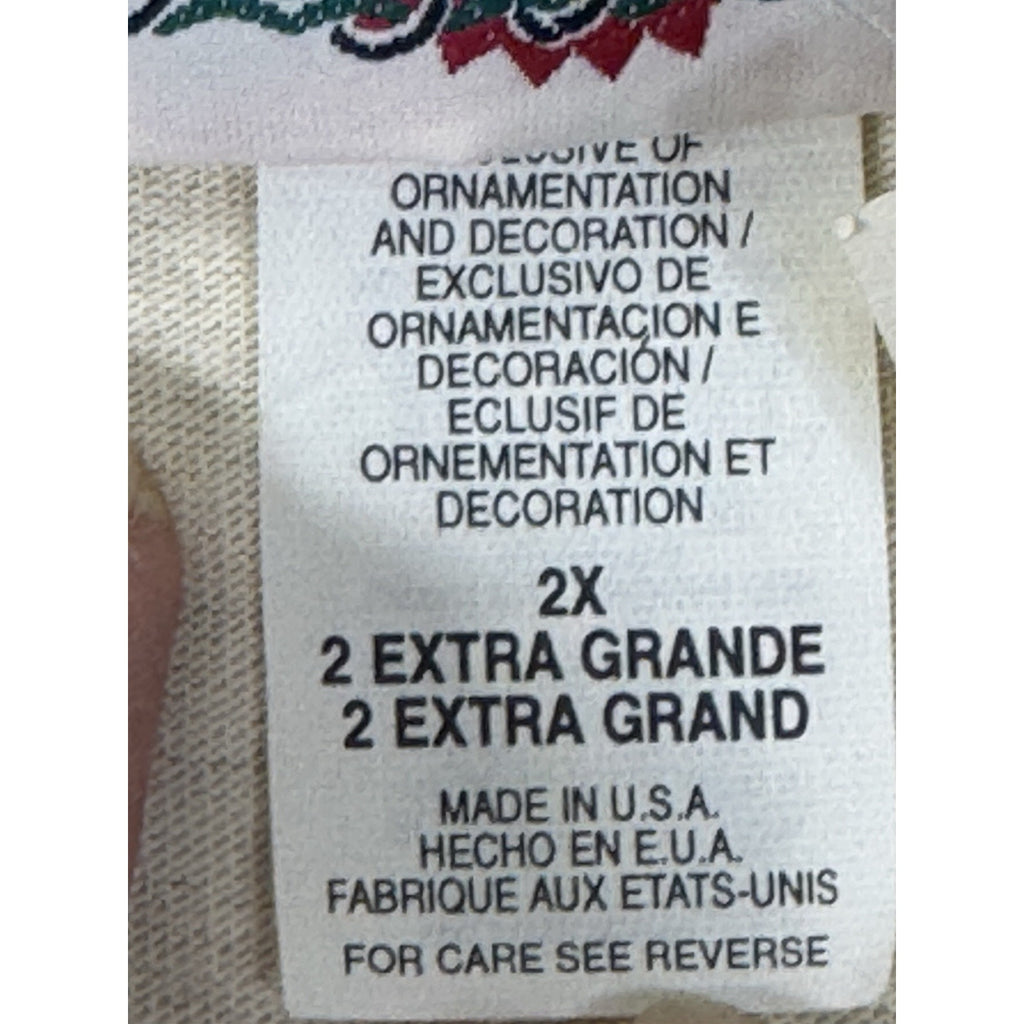 OF
ORNAMENTATION
AND DECORATION /
EXCLUSIVO DE
ORNAMENTACION E
DECORACIÓN /
ECLUSIF DE
ORNEMENTATION ET
DECORATION
2X
2 EXTRA GRANDE
2 EXTRA GRAND
MADE IN U.S.A.
HECHO EN E.U.A.
FABRIQUE AUX ETATS-UNIS
FOR CARE SEE REVERSE